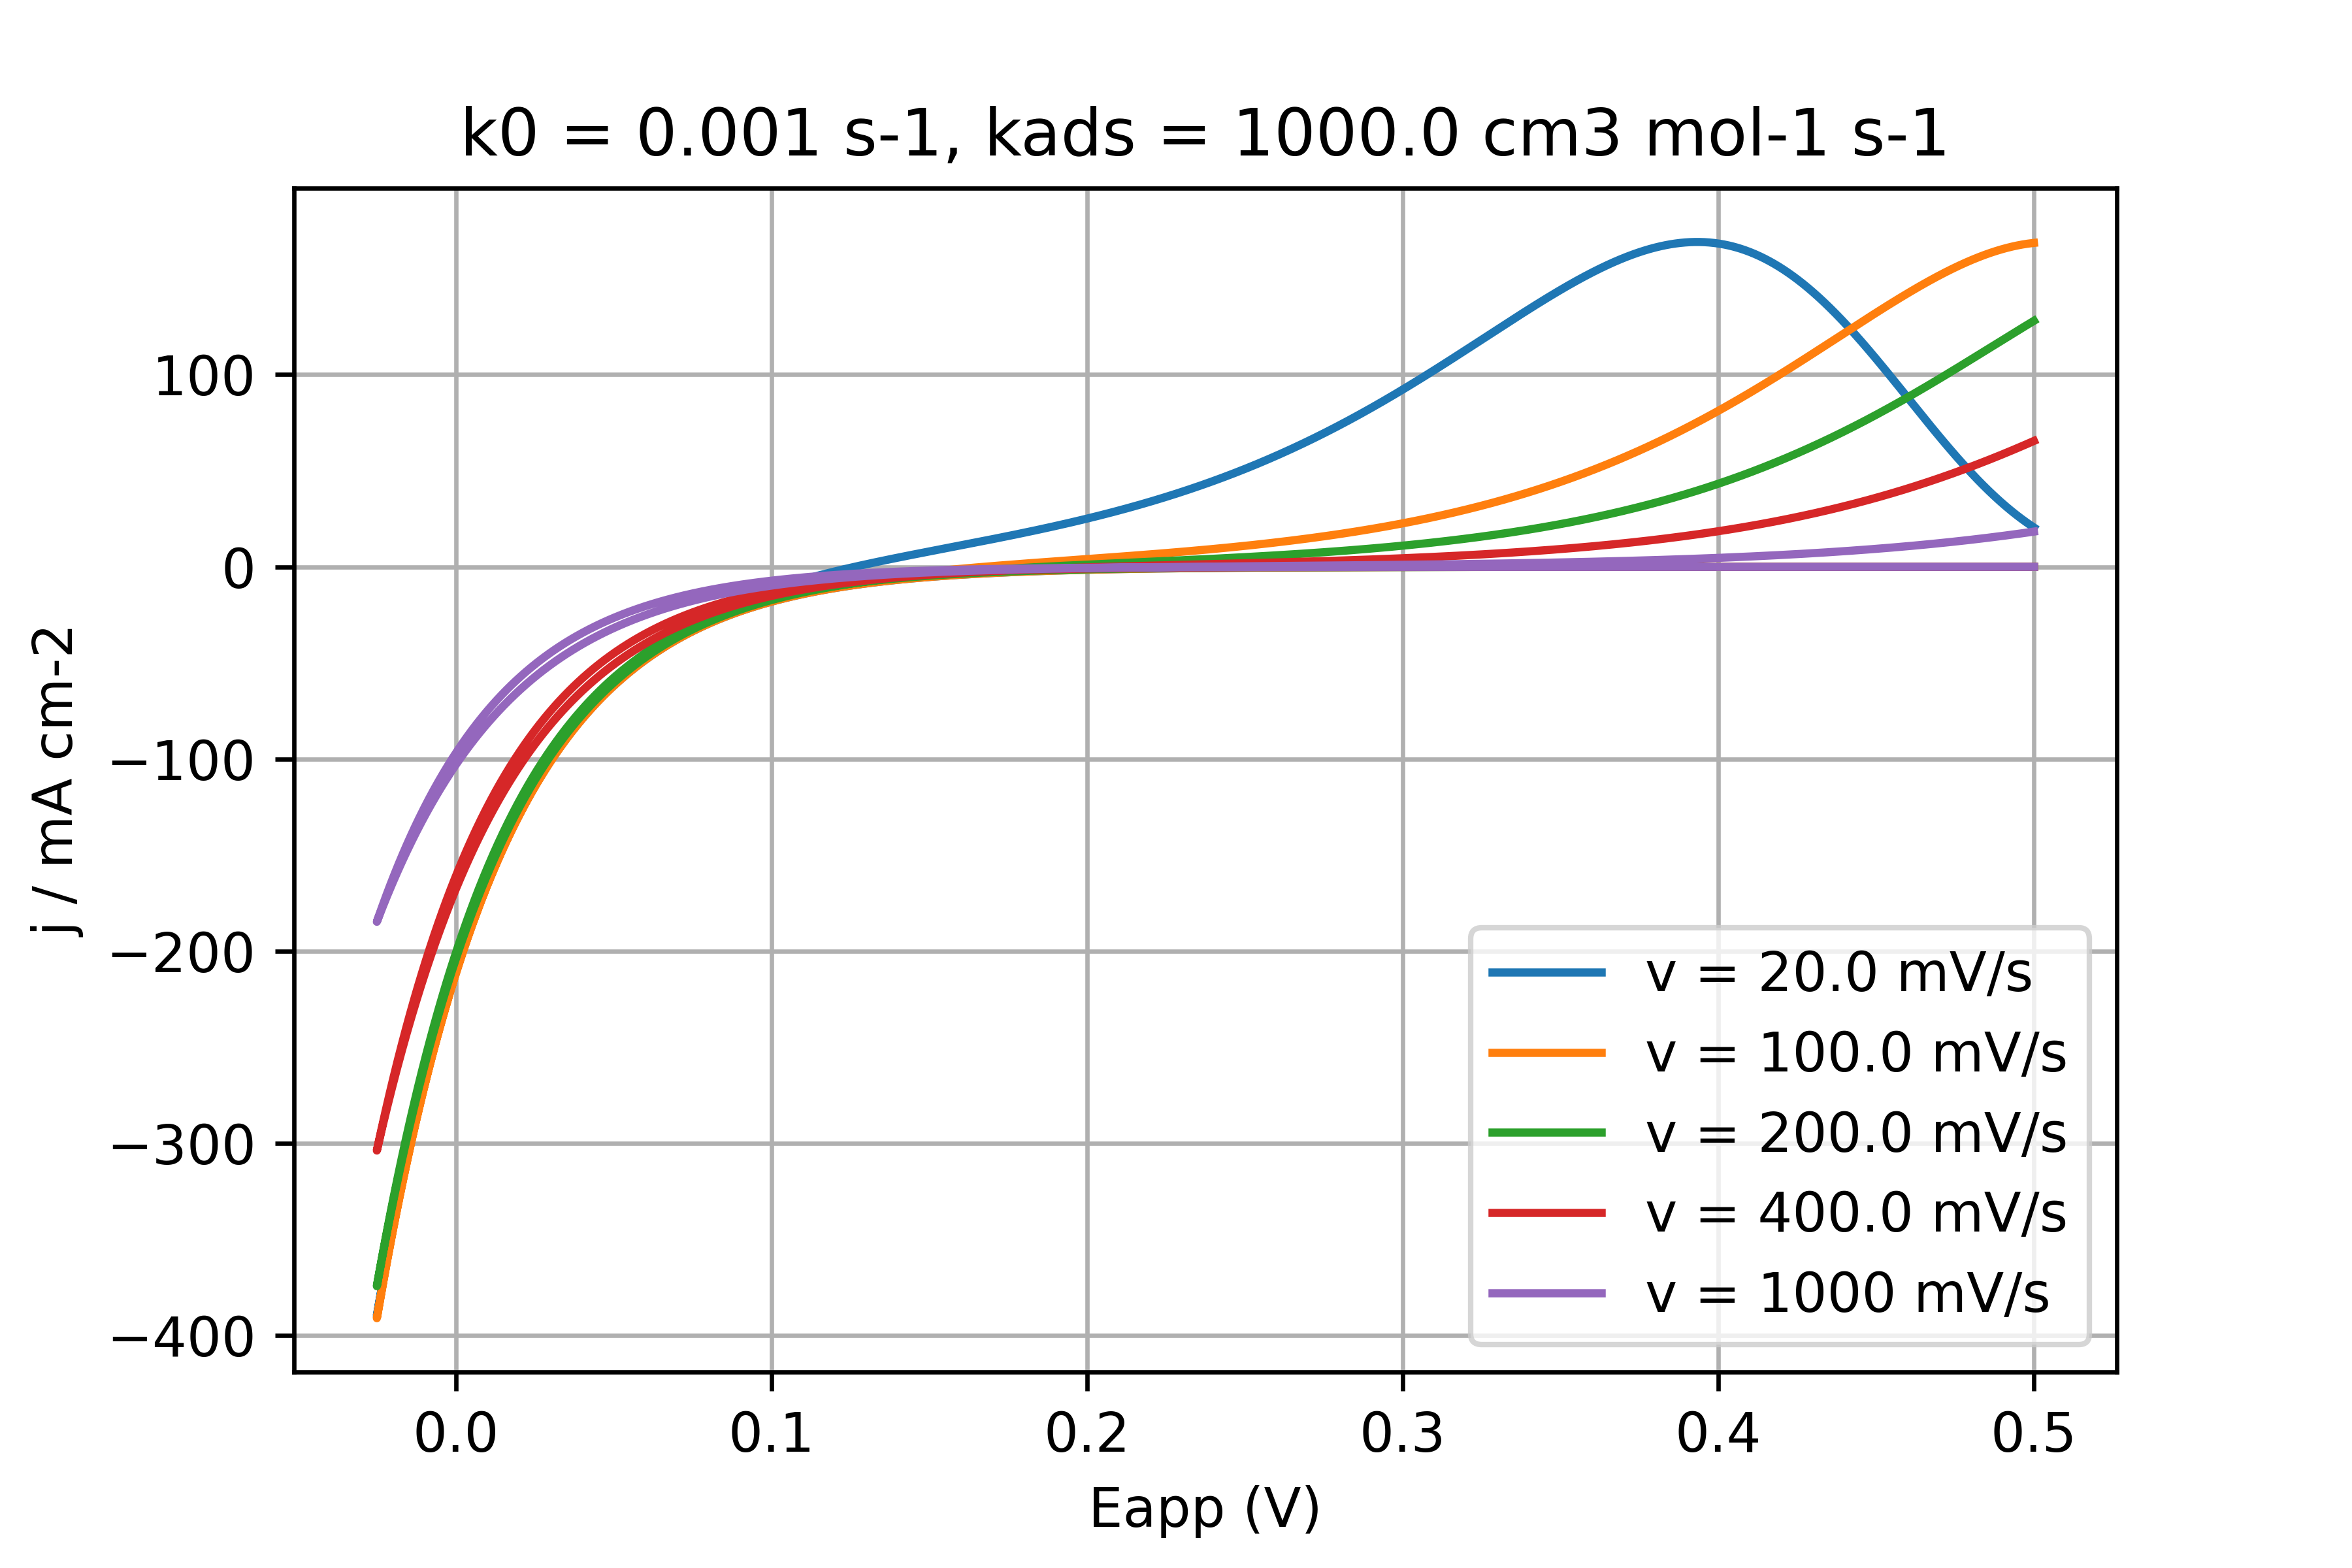 k0 = 0.001 s-1, kads = 1000.0 cm3 mol-1 s-1
j / mA cm-2
100
0
−100
−200
−300
−400
v = 20.0 mV/s
v = 100.0 mV/s
v = 200.0 mV/s
v = 400.0 mV/s
v = 1000 mV/s
0.0 0.1 0.2 0.3 0.4 0.5
Eapp (V)